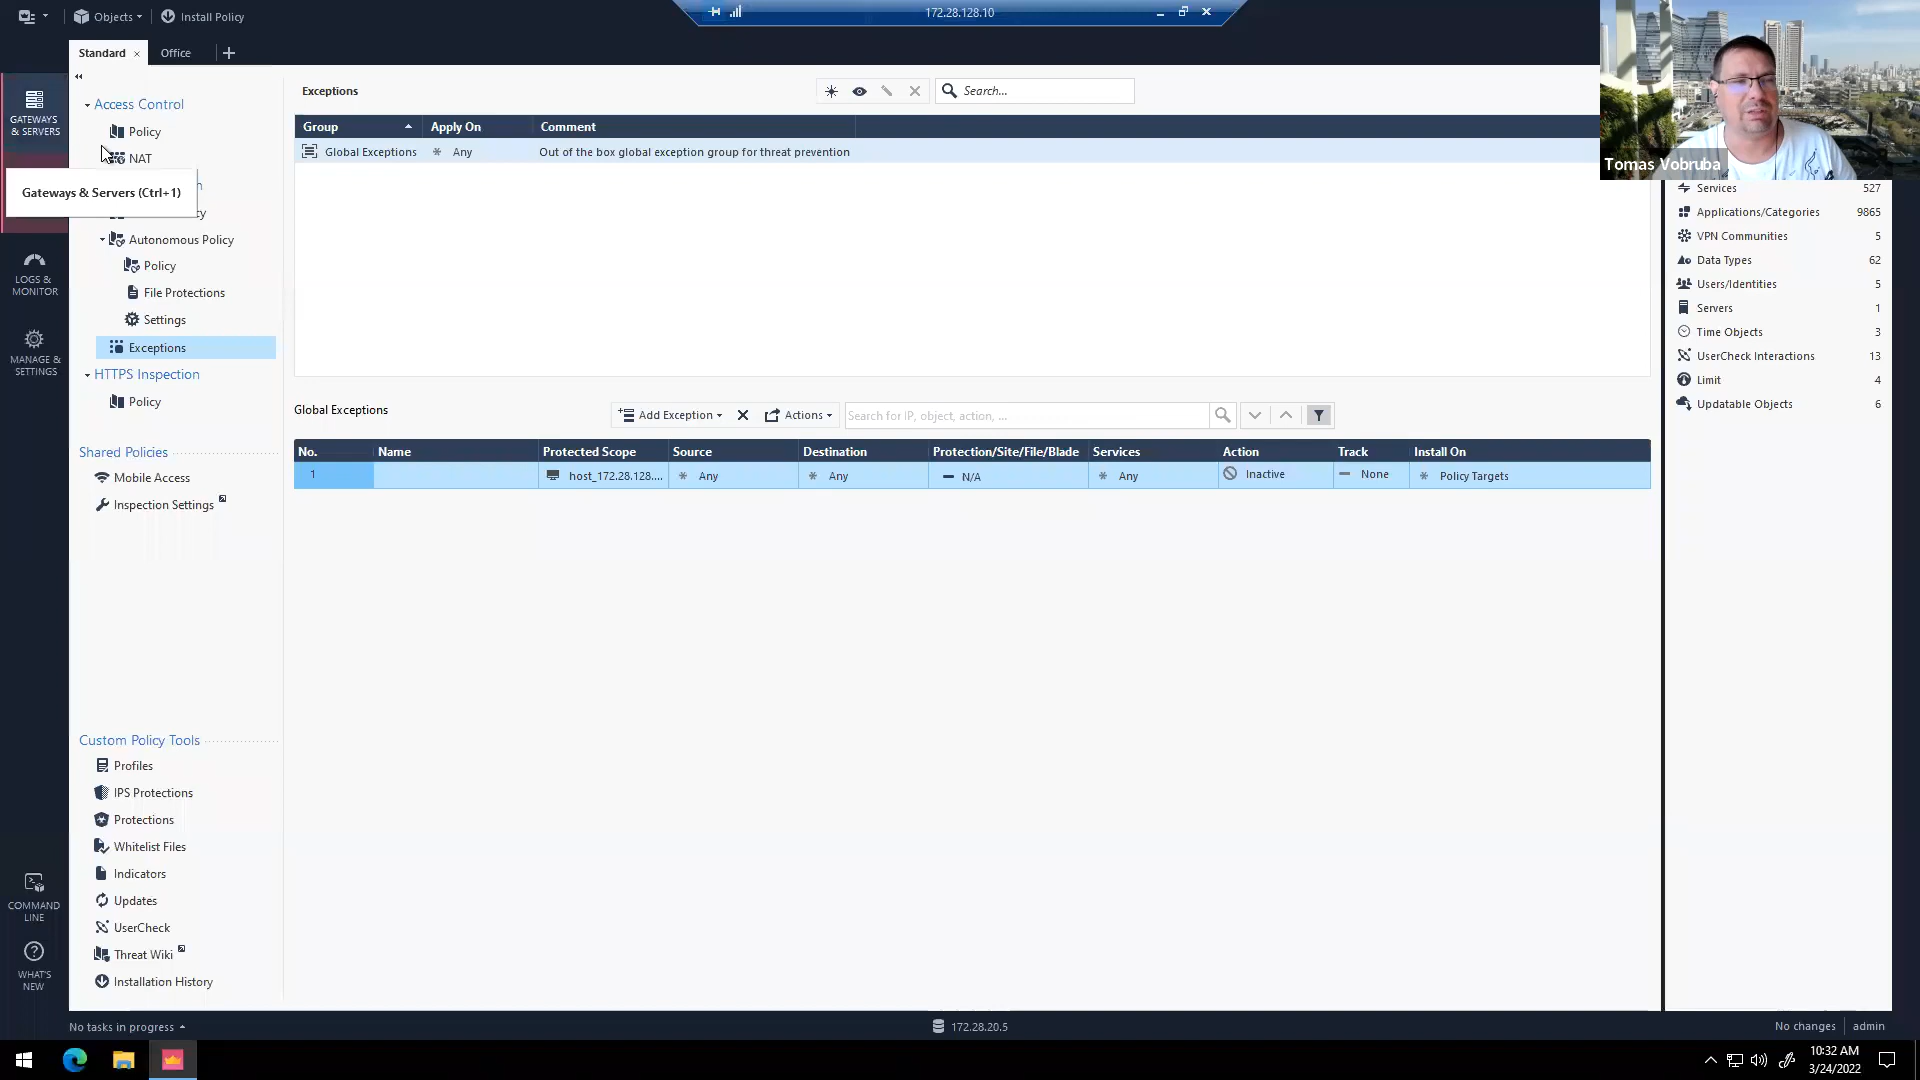 Objects
Install Policy
172.28.128.10
Standard
Office
GATEWAYS
& SERVERS
LOGS &
MONITOR
MANAGE &
SETTINGS
COMMAND
LINE
WHAT'S
NEW
Access Control
Policy
NAT
Gateways & Servers (Ctrl+1)
Autonomous Policy
Policy
File Protections
Settings
Exceptions
HTTPS Inspection
Policy
Shared Policies
Mobile Access
Inspection Settings
Custom Policy Tools
Profiles
IPS Protections
Protections
Whitelist Files
Indicators
Updates
UserCheck
Threat Wiki
Installation History
Exceptions
Search...
Group Apply On Comment
Global Exceptions Any Out of the box global exception group for threat prevention
Global Exceptions
Add Exception
Actions
Search for IP, object, action, ...
No. Name Protected Scope Source Destination Protection/Site/File/Blade Services Action Track Install On
1 host_172.28.128.... Any Any N/A Any Inactive None Policy Targets
Tomas Vobruba
Services 527
Applications/Categories 9865
VPN Communities 5
Data Types 62
Users/Identities 5
Servers 1
Time Objects 3
UserCheck Interactions 13
Limit 4
Updatable Objects 6
No tasks in progress
172.28.20.5
No changes
admin
10:32 AM
3/24/2022